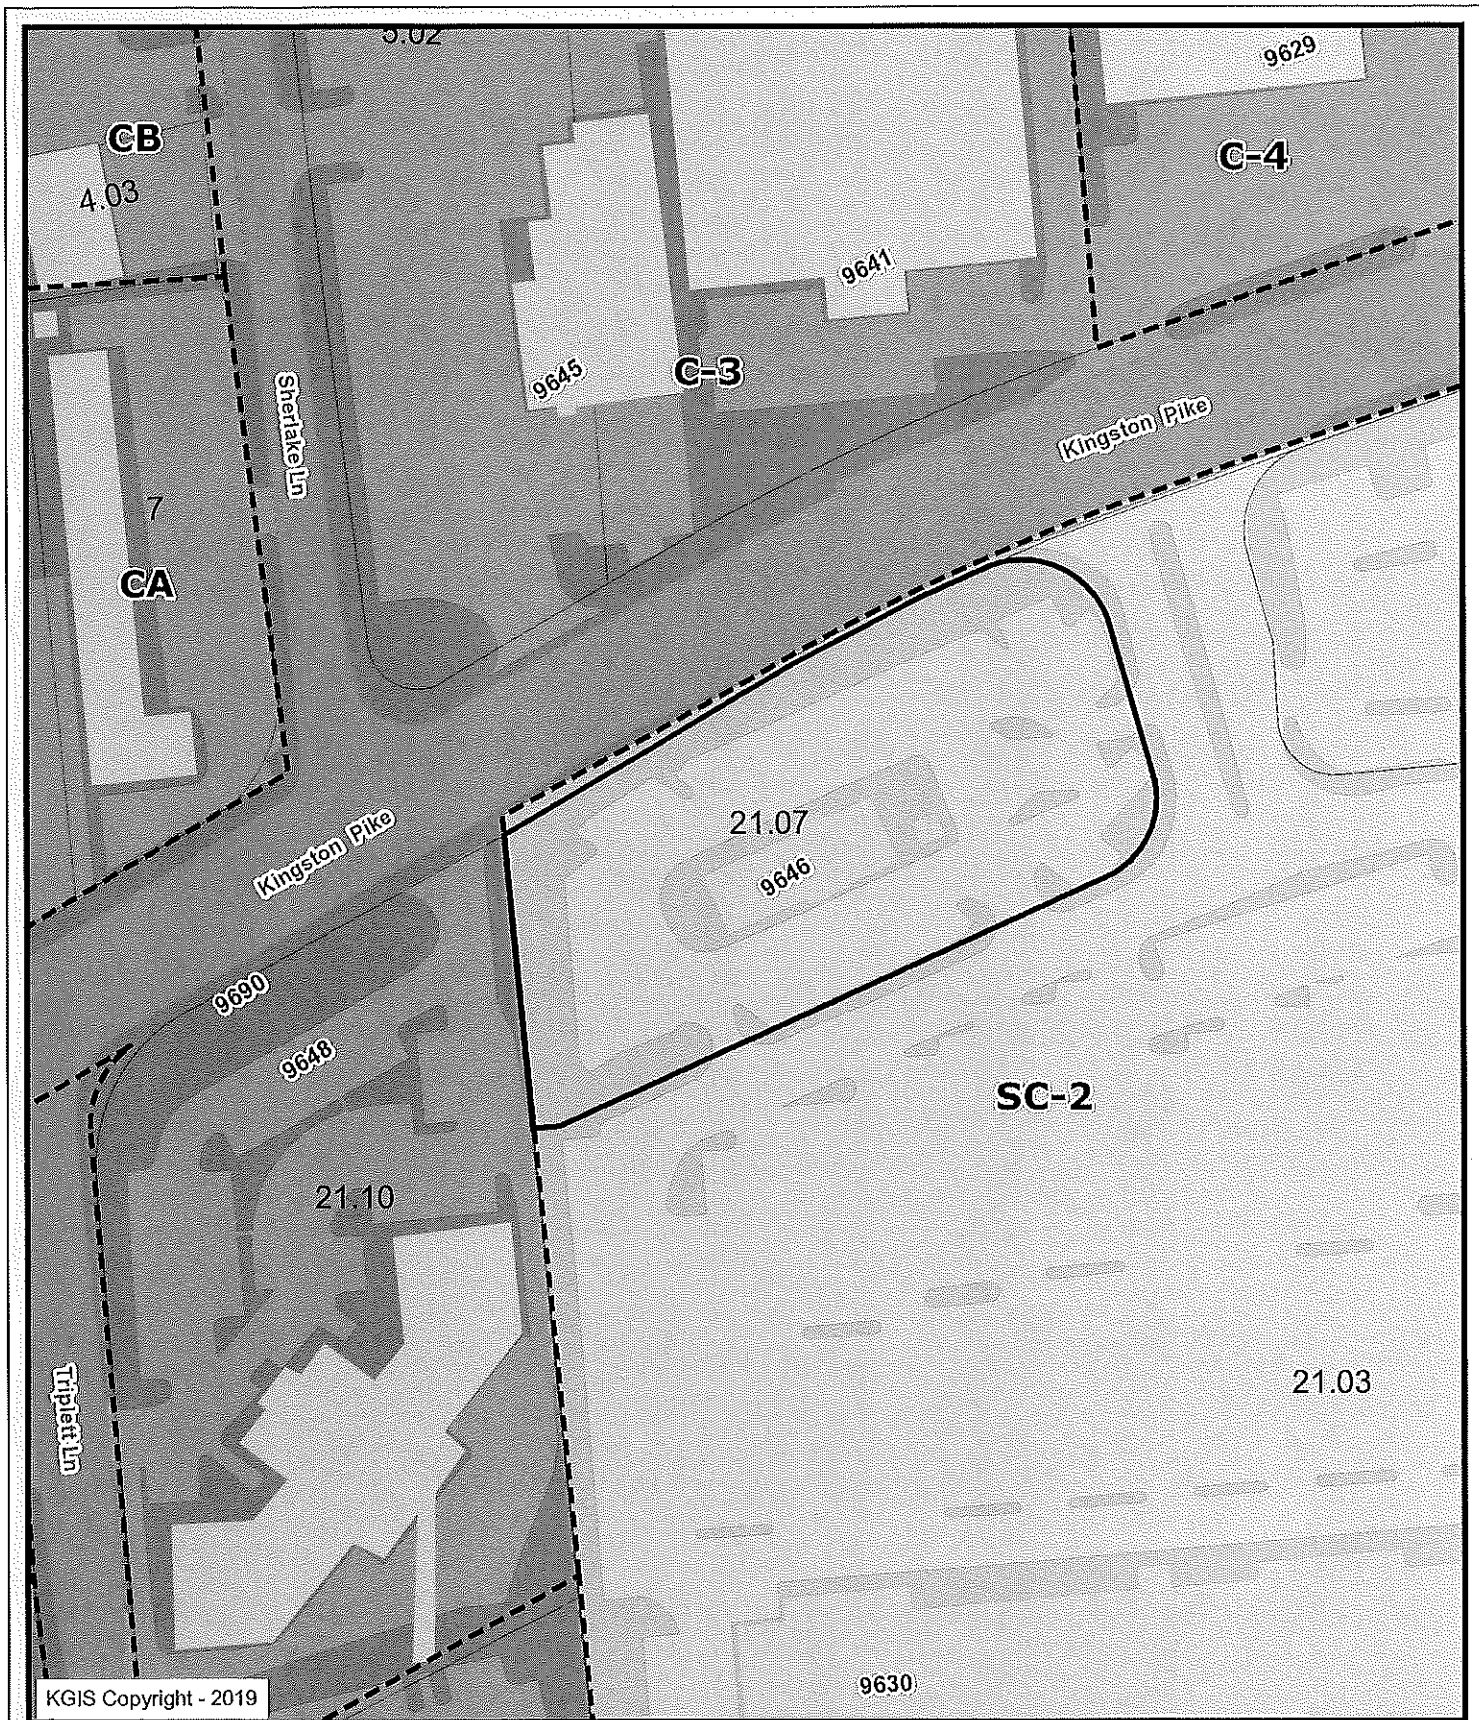 5.02
9629
CB
C-4
4.03
9641
C-3
9645
Sherlake Ln
Kingston Pike
7
CA
21.07
Kingston Pike
9646
9690
9648
SC-2
21.10
21.03
Triplett Ln
9630
KGIS Copyright - 2019